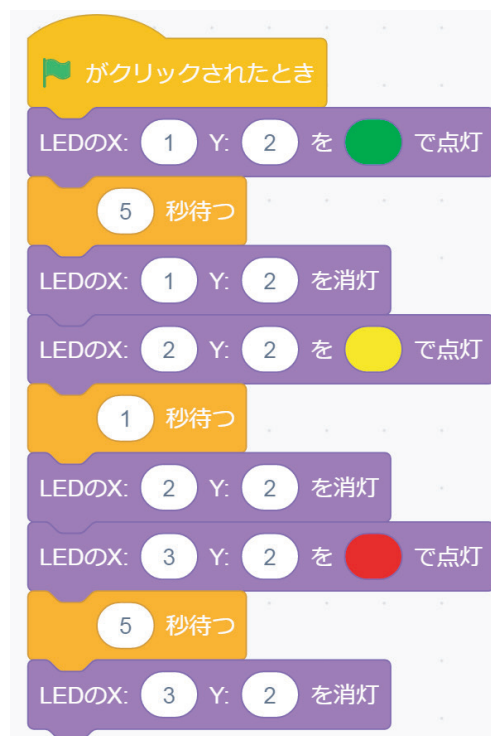 がクリックされたとき
LEDのX: 1 Y: 2 を で点灯
5 秒待つ
LEDのX: 1 Y: 2 を消灯
LEDのX: 2 Y: 2 を で点灯
1 秒待つ
LEDのX: 2 Y: 2 を消灯
LEDのX: 3 Y: 2 を で点灯
5 秒待つ
LEDのX: 3 Y: 2 を消灯